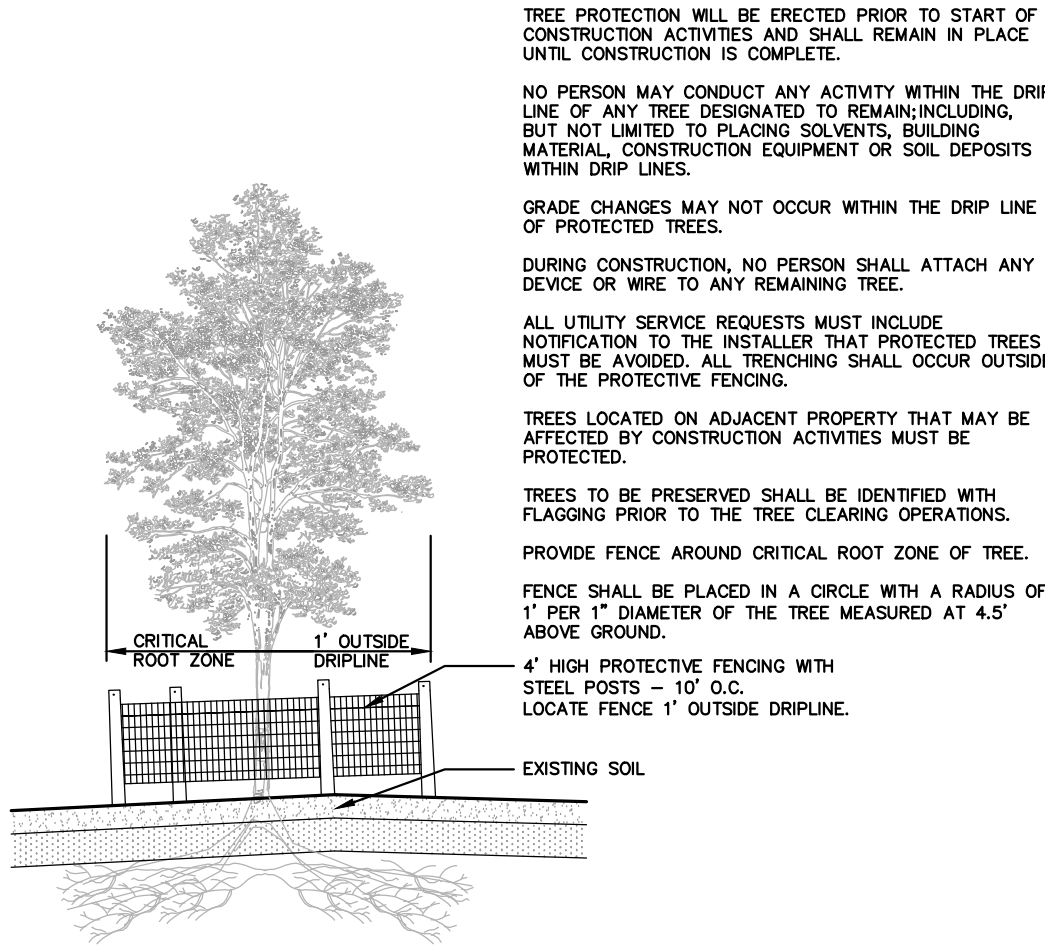 TREE PROTECTION WILL BE ERECTED PRIOR TO START OF
CONSTRUCTION ACTIVITIES AND SHALL REMAIN IN PLACE
UNTIL CONSTRUCTION IS COMPLETE.
NO PERSON MAY CONDUCT ANY ACTIVITY WITHIN THE DRIP
LINE OF ANY TREE DESIGNATED TO REMAIN;INCLUDING,
BUT NOT LIMITED TO PLACING SOLVENTS, BUILDING
MATERIAL, CONSTRUCTION EQUIPMENT OR SOIL DEPOSITS
WITHIN DRIP LINES.
GRADE CHANGES MAY NOT OCCUR WITHIN THE DRIP LINE
OF PROTECTED TREES.
DURING CONSTRUCTION, NO PERSON SHALL ATTACH ANY
DEVICE OR WIRE TO ANY REMAINING TREE.
ALL UTILITY SERVICE REQUESTS MUST INCLUDE
NOTIFICATION TO THE INSTALLER THAT PROTECTED TREES
MUST BE AVOIDED. ALL TRENCHING SHALL OCCUR OUTSIDE
OF THE PROTECTIVE FENCING.
TREES LOCATED ON ADJACENT PROPERTY THAT MAY BE
AFFECTED BY CONSTRUCTION ACTIVITIES MUST BE
PROTECTED.
TREES TO BE PRESERVED SHALL BE IDENTIFIED WITH
FLAGGING PRIOR TO THE TREE CLEARING OPERATIONS.
PROVIDE FENCE AROUND CRITICAL ROOT ZONE OF TREE.
FENCE SHALL BE PLACED IN A CIRCLE WITH A RADIUS OF
1' PER 1" DIAMETER OF THE TREE MEASURED AT 4.5'
ABOVE GROUND.
CRITICAL
ROOT ZONE
1' OUTSIDE
DRIPLINE
4' HIGH PROTECTIVE FENCING WITH
STEEL POSTS – 10' O.C.
LOCATE FENCE 1' OUTSIDE DRIPLINE.
EXISTING SOIL